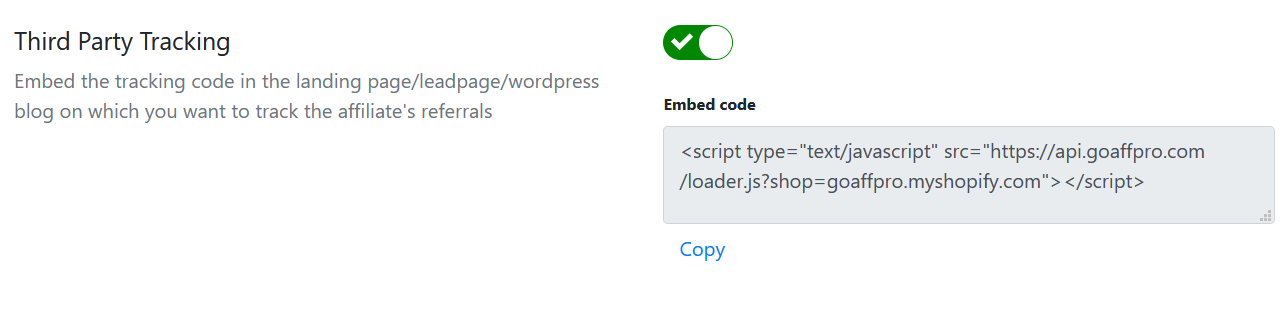 Third Party Tracking
Embed the tracking code in the landing page/leadpage/wordpress
blog on which you want to track the affiliate's referrals
Embed code
<script type="text/javascript" src="https://api.goaffpro.com
/loader.js?shop=goaffpro.myshopify.com"></script>
Copy